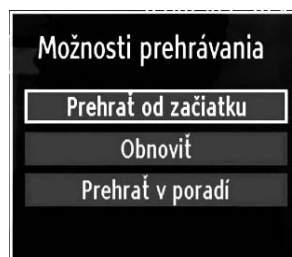 Možnosti prehrávania
Prehrať od začiatku
Obnoviť
Prehrať v poradí